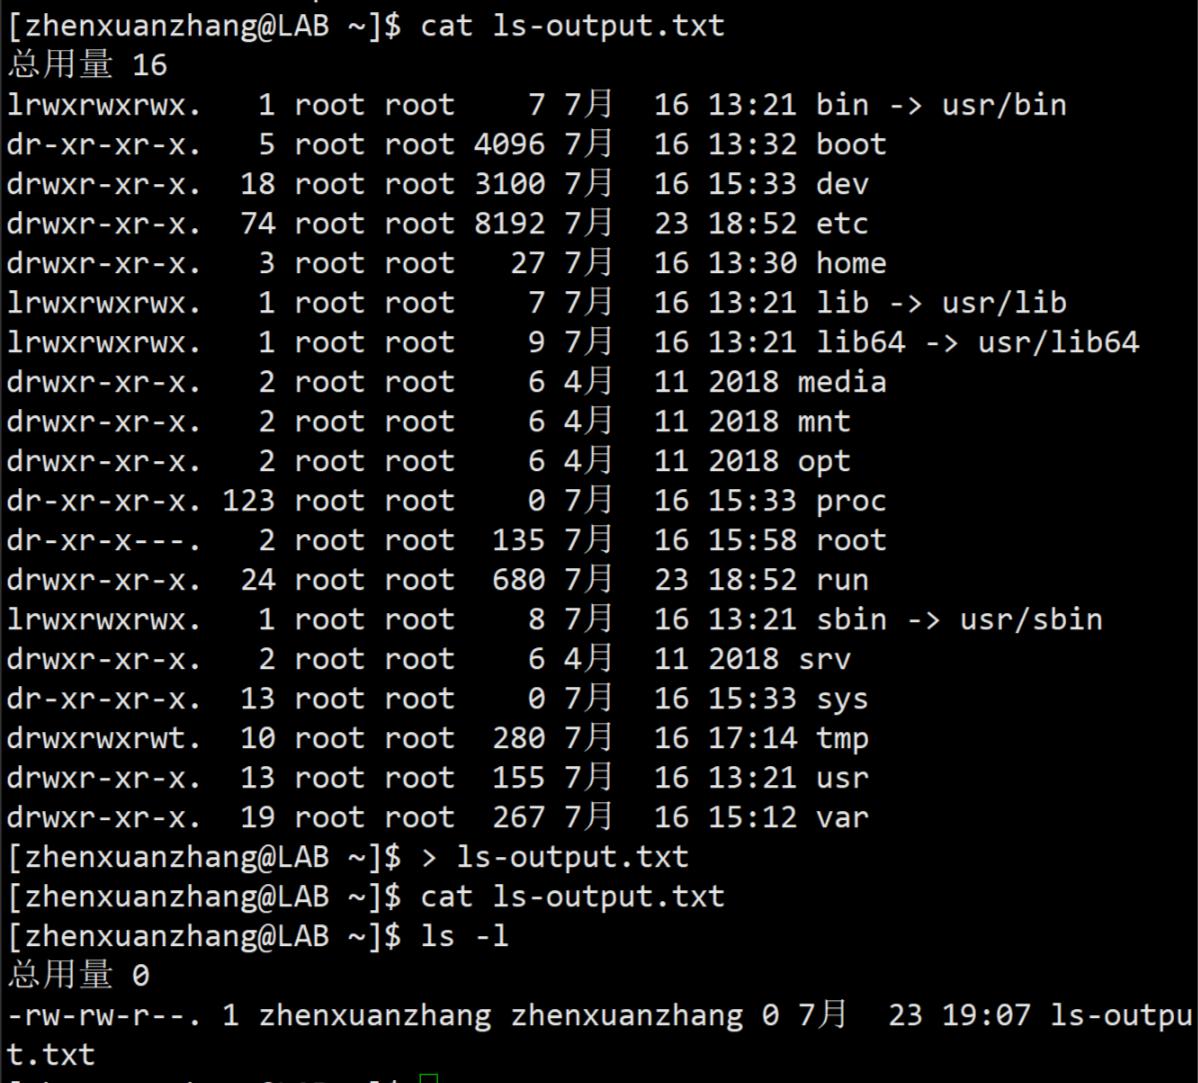 [zhenxuanzhang@LAB ~]$ cat ls-output.txt
总用量 16
lrwxrwxrwx.   1 root root    7 7月  16 13:21 bin -> usr/bin
dr-xr-xr-x.   5 root root 4096 7月  16 13:32 boot
drwxr-xr-x.  18 root root 3100 7月  16 15:33 dev
drwxr-xr-x.  74 root root 8192 7月  23 18:52 etc
drwxr-xr-x.   3 root root   27 7月  16 13:30 home
lrwxrwxrwx.   1 root root    7 7月  16 13:21 lib -> usr/lib
lrwxrwxrwx.   1 root root    9 7月  16 13:21 lib64 -> usr/lib64
drwxr-xr-x.   2 root root    6 4月  11 2018 media
drwxr-xr-x.   2 root root    6 4月  11 2018 mnt
drwxr-xr-x.   2 root root    6 4月  11 2018 opt
dr-xr-xr-x. 123 root root    0 7月  16 15:33 proc
dr-xr-x---.   2 root root  135 7月  16 15:58 root
drwxr-xr-x.  24 root root  680 7月  23 18:52 run
lrwxrwxrwx.   1 root root    8 7月  16 13:21 sbin -> usr/sbin
drwxr-xr-x.   2 root root    6 4月  11 2018 srv
dr-xr-xr-x.  13 root root    0 7月  16 15:33 sys
drwxrwxrwt.  10 root root  280 7月  16 17:14 tmp
drwxr-xr-x.  13 root root  155 7月  16 13:21 usr
drwxr-xr-x.  19 root root  267 7月  16 15:12 var
[zhenxuanzhang@LAB ~]$ > ls-output.txt
[zhenxuanzhang@LAB ~]$ cat ls-output.txt
[zhenxuanzhang@LAB ~]$ ls -l
总用量 0
-rw-rw-r--. 1 zhenxuanzhang zhenxuanzhang 0 7月  23 19:07 ls-outpu
t.txt